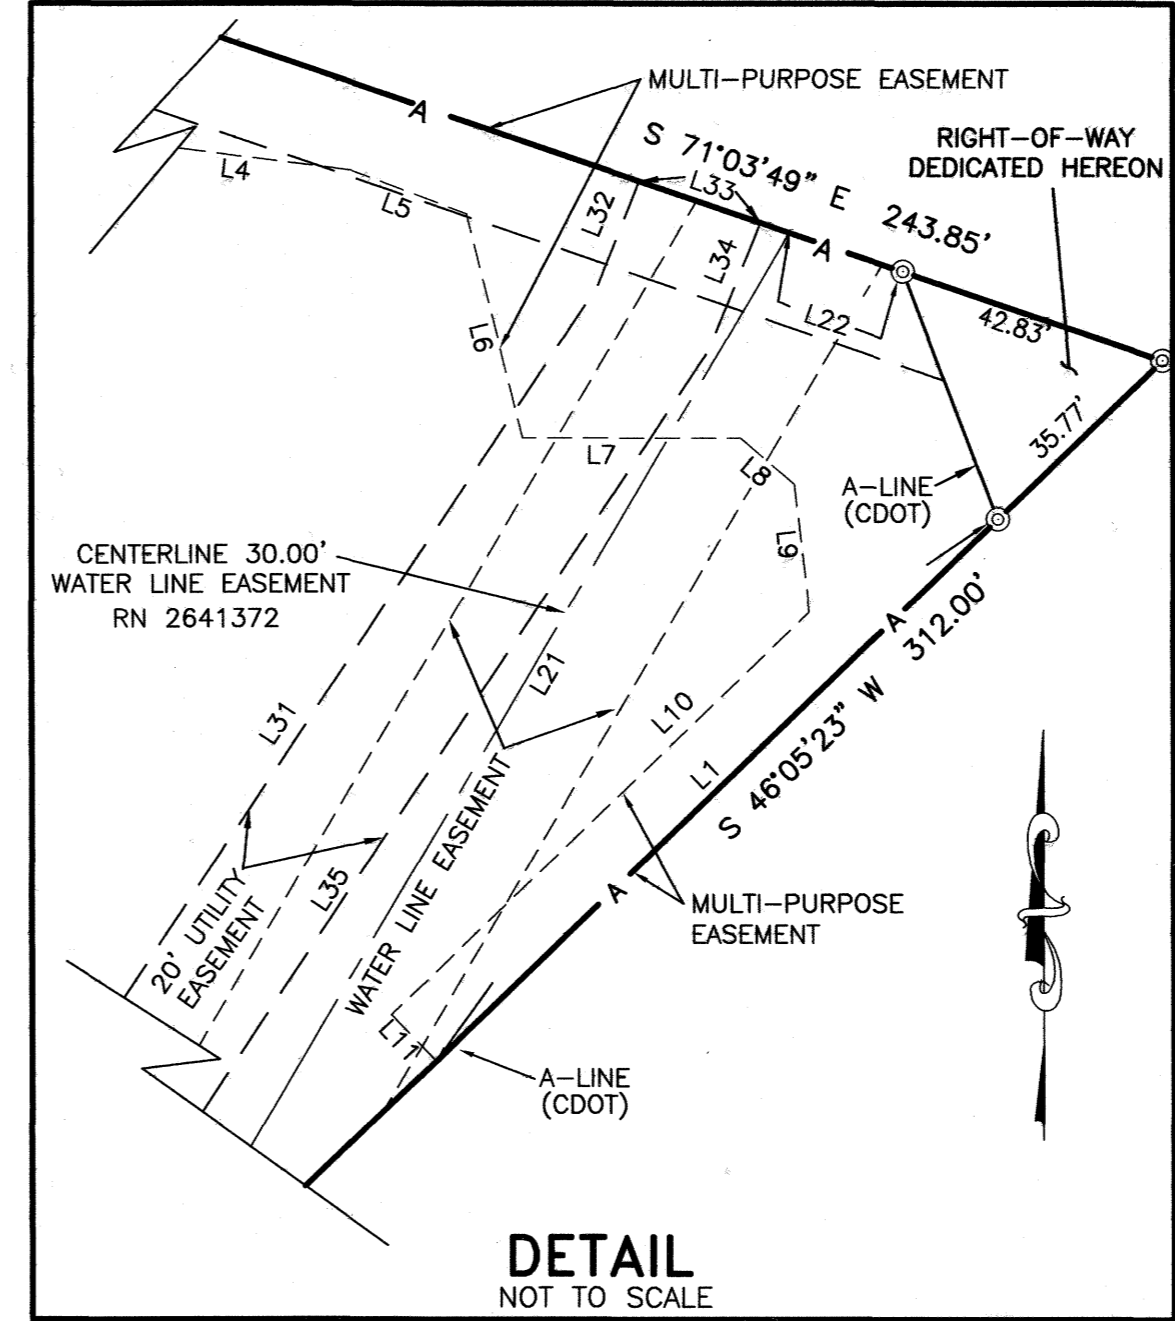 MULTI-PURPOSE EASEMENT
A
S 71°03'49" E 243.85'
RIGHT-OF-WAY
DEDICATED HEREON
L4
L5
L32
L33
L34
A
L22
42.83'
L6
35.77'
L7
L8
A-LINE
(CDOT)
L9
CENTERLINE 30.00'
WATER LINE EASEMENT
RN 2641372
A
S 46°05'23" W 312.00'
L21
L31
L10
L1
WATER LINE EASEMENT
L35
A
MULTI-PURPOSE
EASEMENT
20' UTILITY
EASEMENT
L11
A-LINE
(CDOT)
DETAIL
NOT TO SCALE